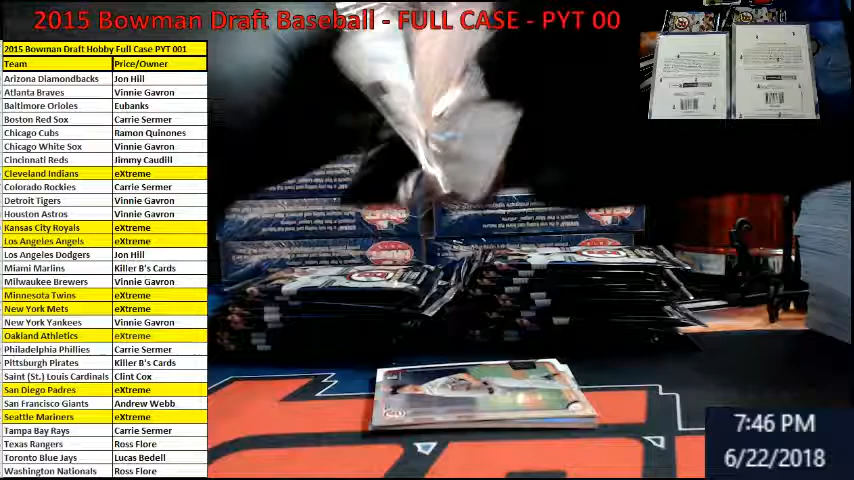 2015 Bowman Draft Baseball - FULL CASE - PYT 00
2015 Bowman Draft Hobby Full Case PYT 001
Team Price/Owner
Arizona Diamondbacks Jon Hill
Atlanta Braves Vinnie Gavron
Baltimore Orioles Eubanks
Boston Red Sox Carrie Sermer
Chicago Cubs Ramon Quinones
Chicago White Sox Vinnie Gavron
Cincinnati Reds Jimmy Caudill
Cleveland Indians eXtreme
Colorado Rockies Carrie Sermer
Detroit Tigers Vinnie Gavron
Houston Astros Vinnie Gavron
Kansas City Royals eXtreme
Los Angeles Angels eXtreme
Los Angeles Dodgers Jon Hill
Miami Marlins Killer B's Cards
Milwaukee Brewers Vinnie Gavron
Minnesota Twins eXtreme
New York Mets eXtreme
New York Yankees Vinnie Gavron
Oakland Athletics eXtreme
Philadelphia Phillies Carrie Sermer
Pittsburgh Pirates Killer B's Cards
Saint (St.) Louis Cardinals Clint Cox
San Diego Padres eXtreme
San Francisco Giants Andrew Webb
Seattle Mariners eXtreme
Tampa Bay Rays Carrie Sermer
Texas Rangers Ross Flore
Toronto Blue Jays Lucas Bedell
Washington Nationals Ross Flore
7:46 PM
6/22/2018